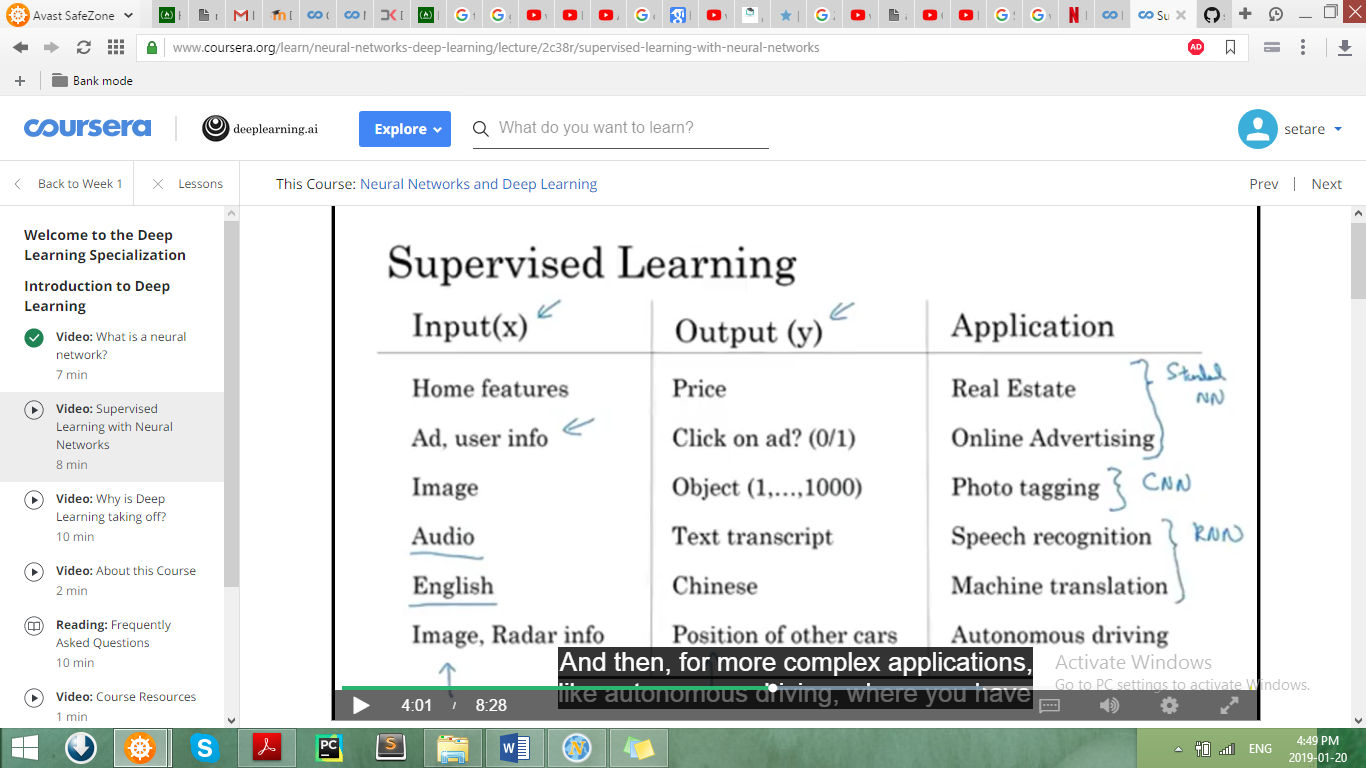 Avast SafeZone
Su
www.coursera.org/learn/neural-networks-deep-learning/lecture/2c38r/supervised-learning-with-neural-networks
AD
Bank mode
coursera
deeplearning.ai
Explore
What do you want to learn?
setare
Back to Week 1
Lessons
This Course: Neural Networks and Deep Learning
Prev | Next
Welcome to the Deep
Learning Specialization
Introduction to Deep
Learning
Video: What is a neural
network?
7 min
Video: Supervised
Learning with Neural
Networks
8 min
Video: Why is Deep
Learning taking off?
10 min
Video: About this Course
2 min
Reading: Frequently
Asked Questions
10 min
Video: Course Resources
1 min
Supervised Learning
Input(x) Output (y) Application
Home features Price Real Estate
NN
Ad, user info Click on ad? (0/1) Online Advertising
Image Object (1,...,1000) Photo tagging CNN
Audio Text transcript Speech recognition RNN
English Chinese Machine translation
Image, Radar info Position of other cars Autonomous driving
And then, for more complex applications,
like autonomous driving, where you have
Activate Windows
Go to PC settings to activate Windows.
4:01 / 8:28
PC
S
W
N
ENG
4:49 PM
2019-01-20